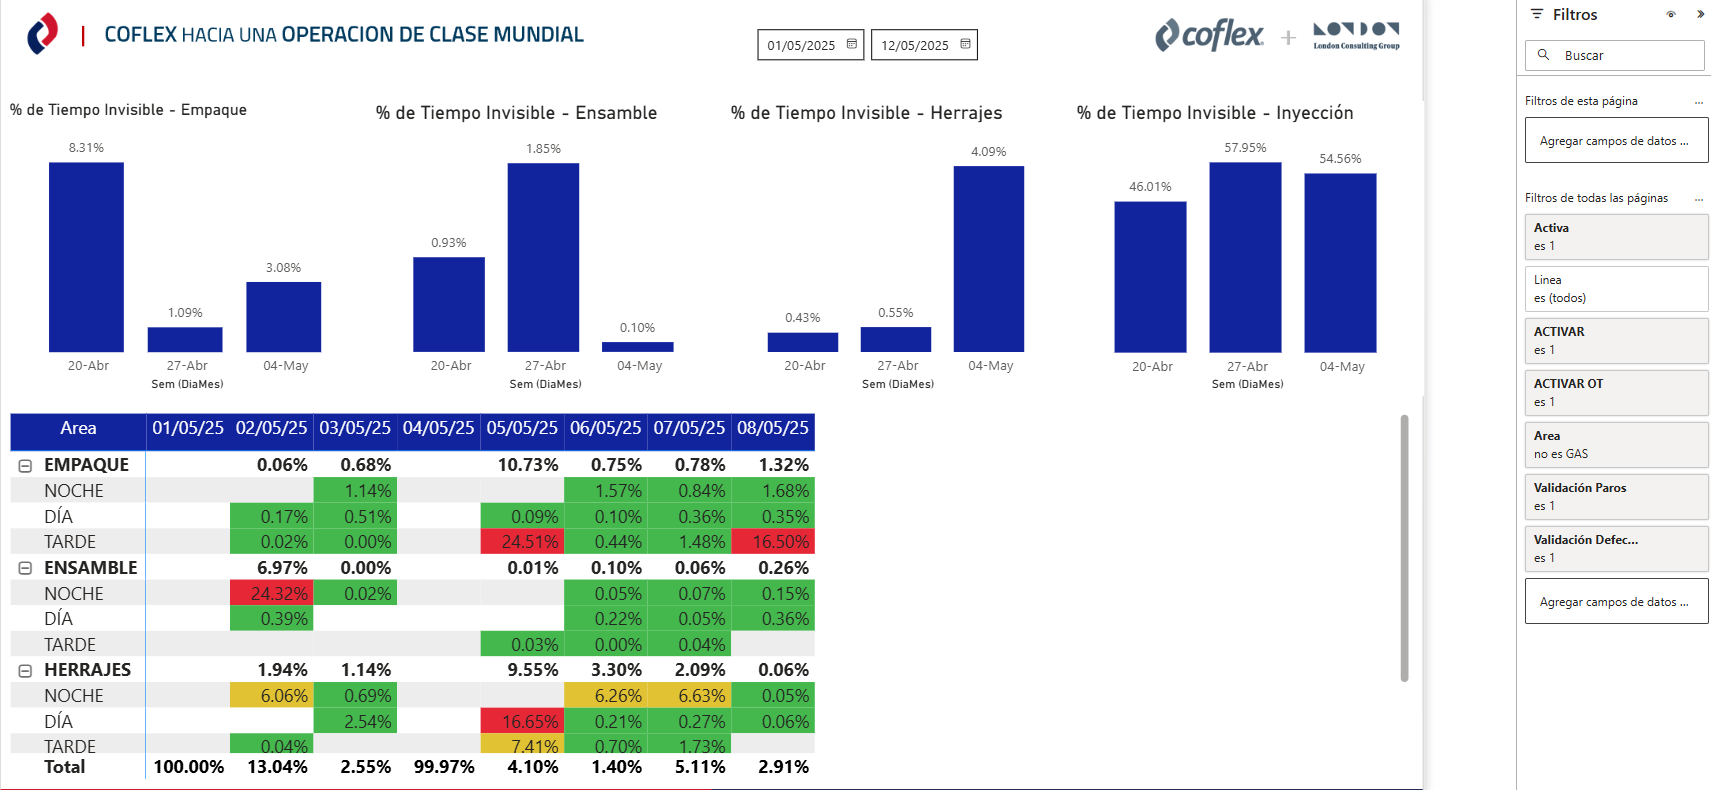 COFLEX HACIA UNA OPERACION DE CLASE MUNDIAL
01/05/2025 12/05/2025
coflex + LONDON
London Consulting Group
% de Tiempo Invisible - Empaque
8.31%
1.09%
3.08%
20-Abr 27-Abr 04-May
Sem (DiaMes)
% de Tiempo Invisible - Ensamble
0.93%
1.85%
0.10%
20-Abr 27-Abr 04-May
Sem (DiaMes)
% de Tiempo Invisible - Herrajes
0.43%
0.55%
4.09%
20-Abr 27-Abr 04-May
Sem (DiaMes)
% de Tiempo Invisible - Inyección
46.01%
57.95%
54.56%
20-Abr 27-Abr 04-May
Sem (DiaMes)
Area 01/05/25 02/05/25 03/05/25 04/05/25 05/05/25 06/05/25 07/05/25 08/05/25
EMPAQUE 0.06% 0.68% 10.73% 0.75% 0.78% 1.32%
NOCHE 1.14% 1.57% 0.84% 1.68%
DÍA 0.17% 0.51% 0.09% 0.10% 0.36% 0.35%
TARDE 0.02% 0.00% 24.51% 0.44% 1.48% 16.50%
ENSAMBLE 6.97% 0.00% 0.01% 0.10% 0.06% 0.26%
NOCHE 24.32% 0.02% 0.05% 0.07% 0.15%
DÍA 0.39% 0.22% 0.05% 0.36%
TARDE 0.03% 0.00% 0.04%
HERRAJES 1.94% 1.14% 9.55% 3.30% 2.09% 0.06%
NOCHE 6.06% 0.69% 6.26% 6.63% 0.05%
DÍA 2.54% 16.65% 0.21% 0.27% 0.06%
TARDE 0.04% 7.41% 0.70% 1.73%
Total 100.00% 13.04% 2.55% 99.97% 4.10% 1.40% 5.11% 2.91%
Filtros
Buscar
Filtros de esta página ...
Agregar campos de datos ...
Filtros de todas las páginas ...
Activa
es 1
Linea
es (todos)
ACTIVAR
es 1
ACTIVAR OT
es 1
Area
no es GAS
Validación Paros
es 1
Validación Defec...
es 1
Agregar campos de datos ...